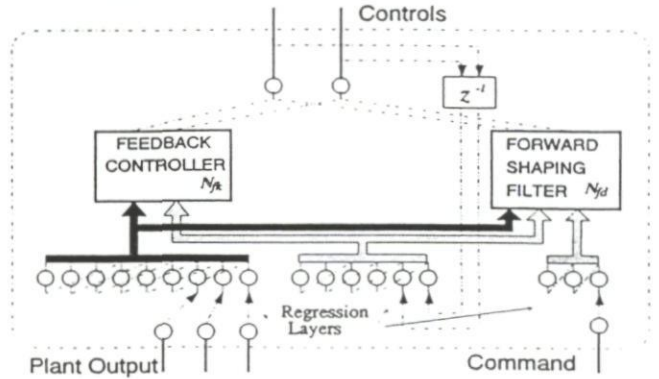 Controls
z⁻¹
FEEDBACK
CONTROLLER
N_fk
FORWARD
SHAPING
FILTER N_fd
Regression
Layers
Plant Output
Command